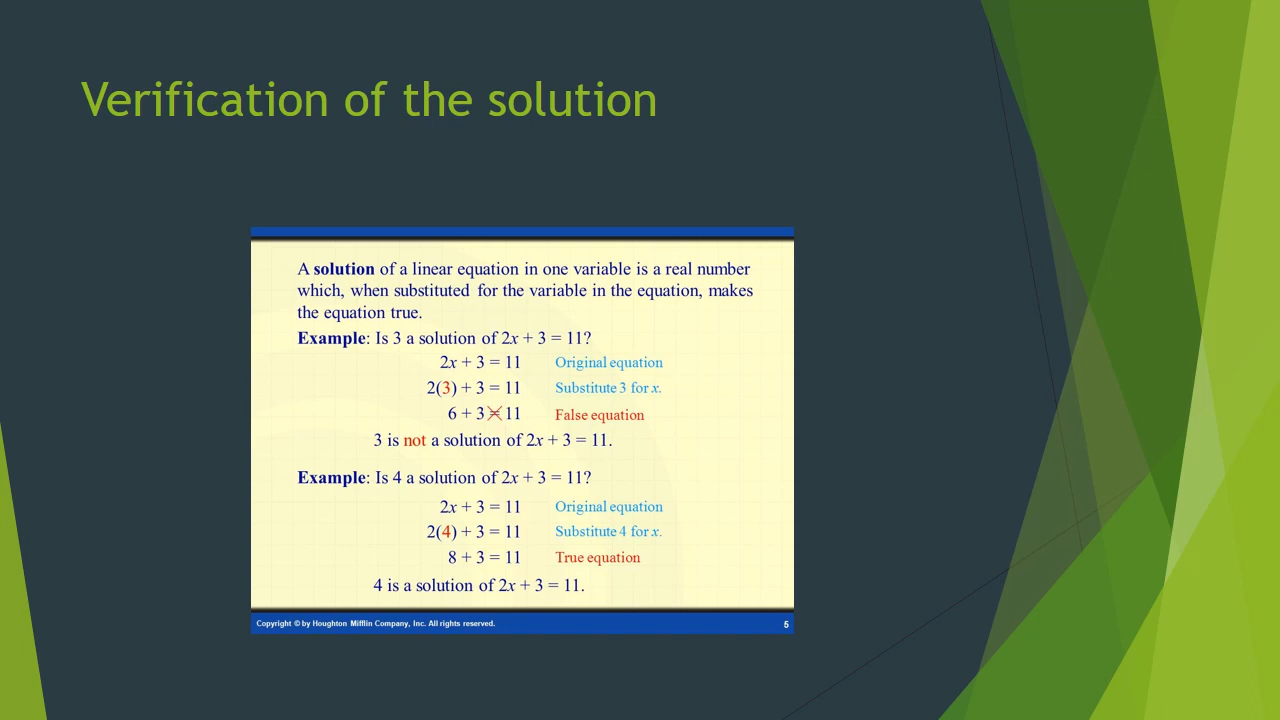 Verification of the solution
A solution of a linear equation in one variable is a real number
which, when substituted for the variable in the equation, makes
the equation true.
Example: Is 3 a solution of 2x + 3 = 11?
2x + 3 = 11 Original equation
2(3) + 3 = 11 Substitute 3 for x.
6 + 3 = 11 False equation
3 is not a solution of 2x + 3 = 11.
Example: Is 4 a solution of 2x + 3 = 11?
2x + 3 = 11 Original equation
2(4) + 3 = 11 Substitute 4 for x.
8 + 3 = 11 True equation
4 is a solution of 2x + 3 = 11.
Copyright © by Houghton Mifflin Company, Inc. All rights reserved. 5